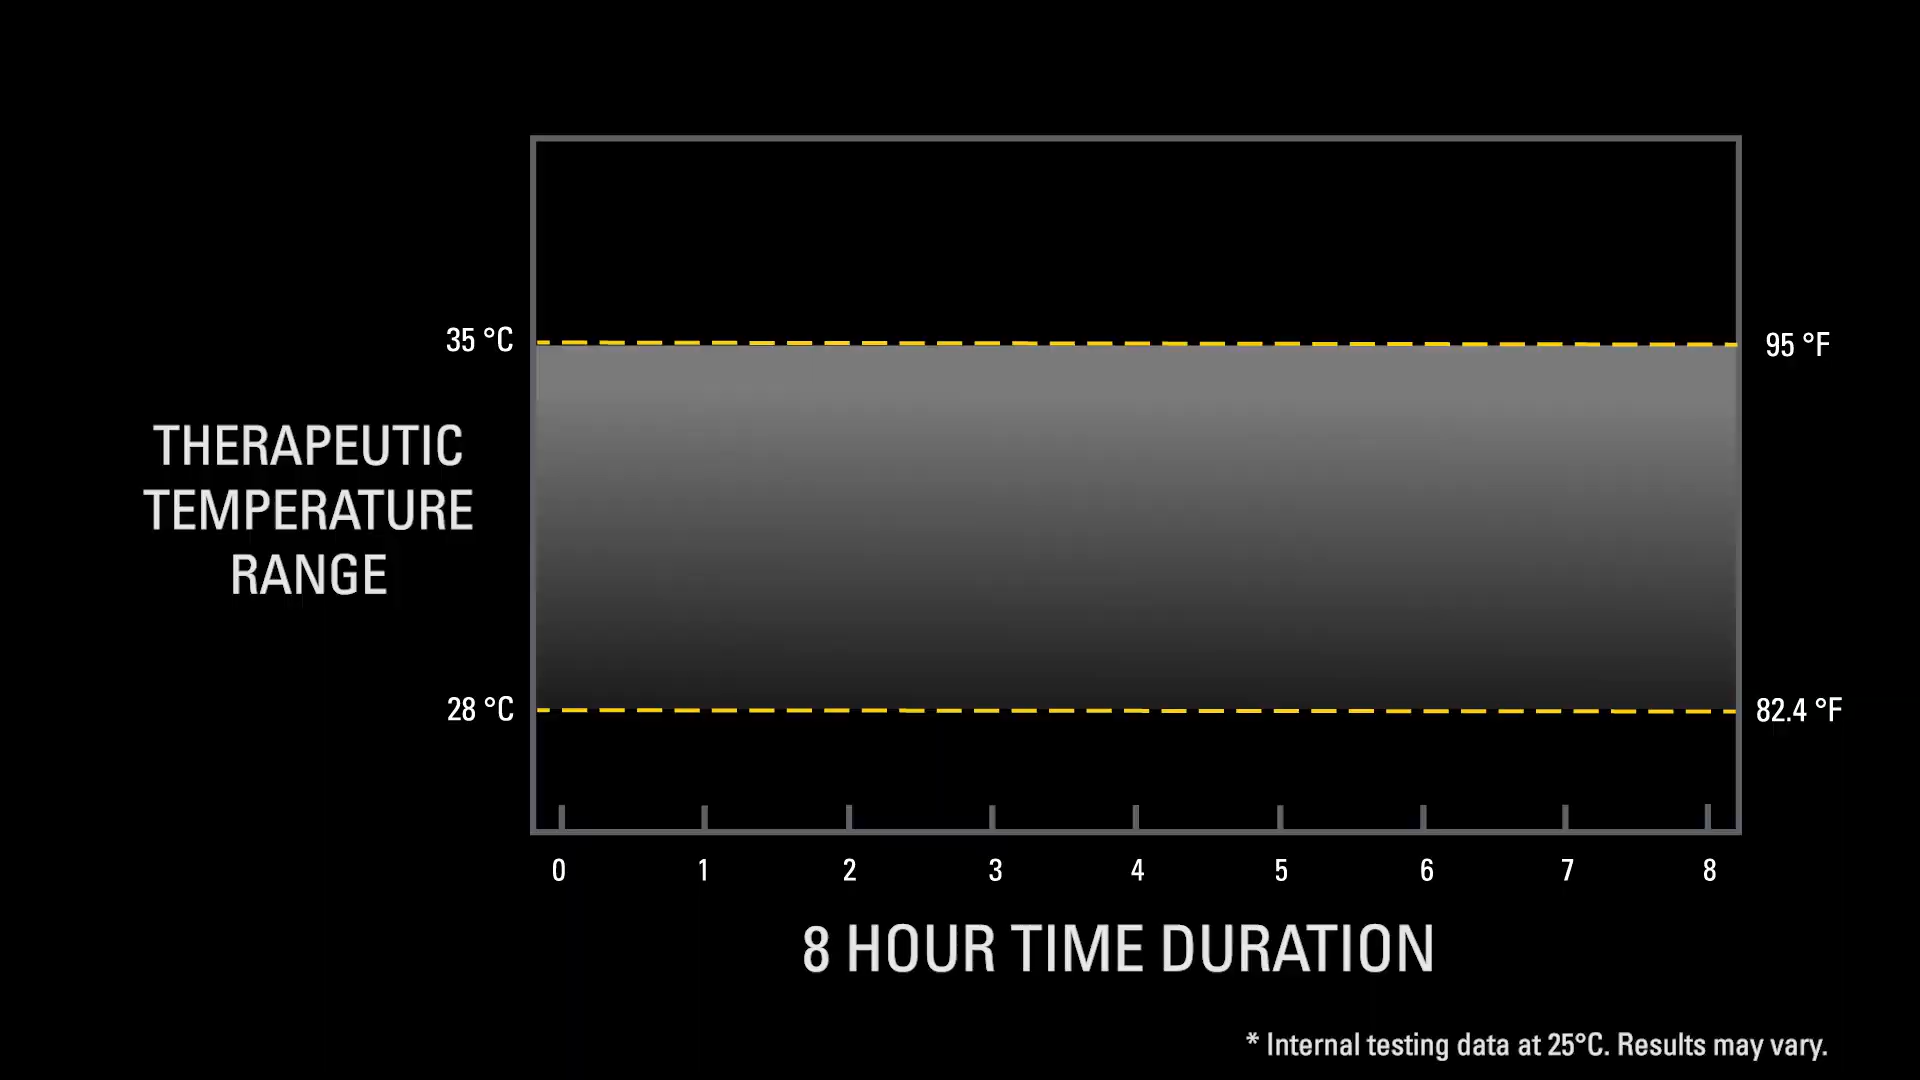 35 °C
95 °F
THERAPEUTIC
TEMPERATURE
RANGE
28 °C
82.4 °F
0 1 2 3 4 5 6 7 8
8 HOUR TIME DURATION
* Internal testing data at 25°C. Results may vary.